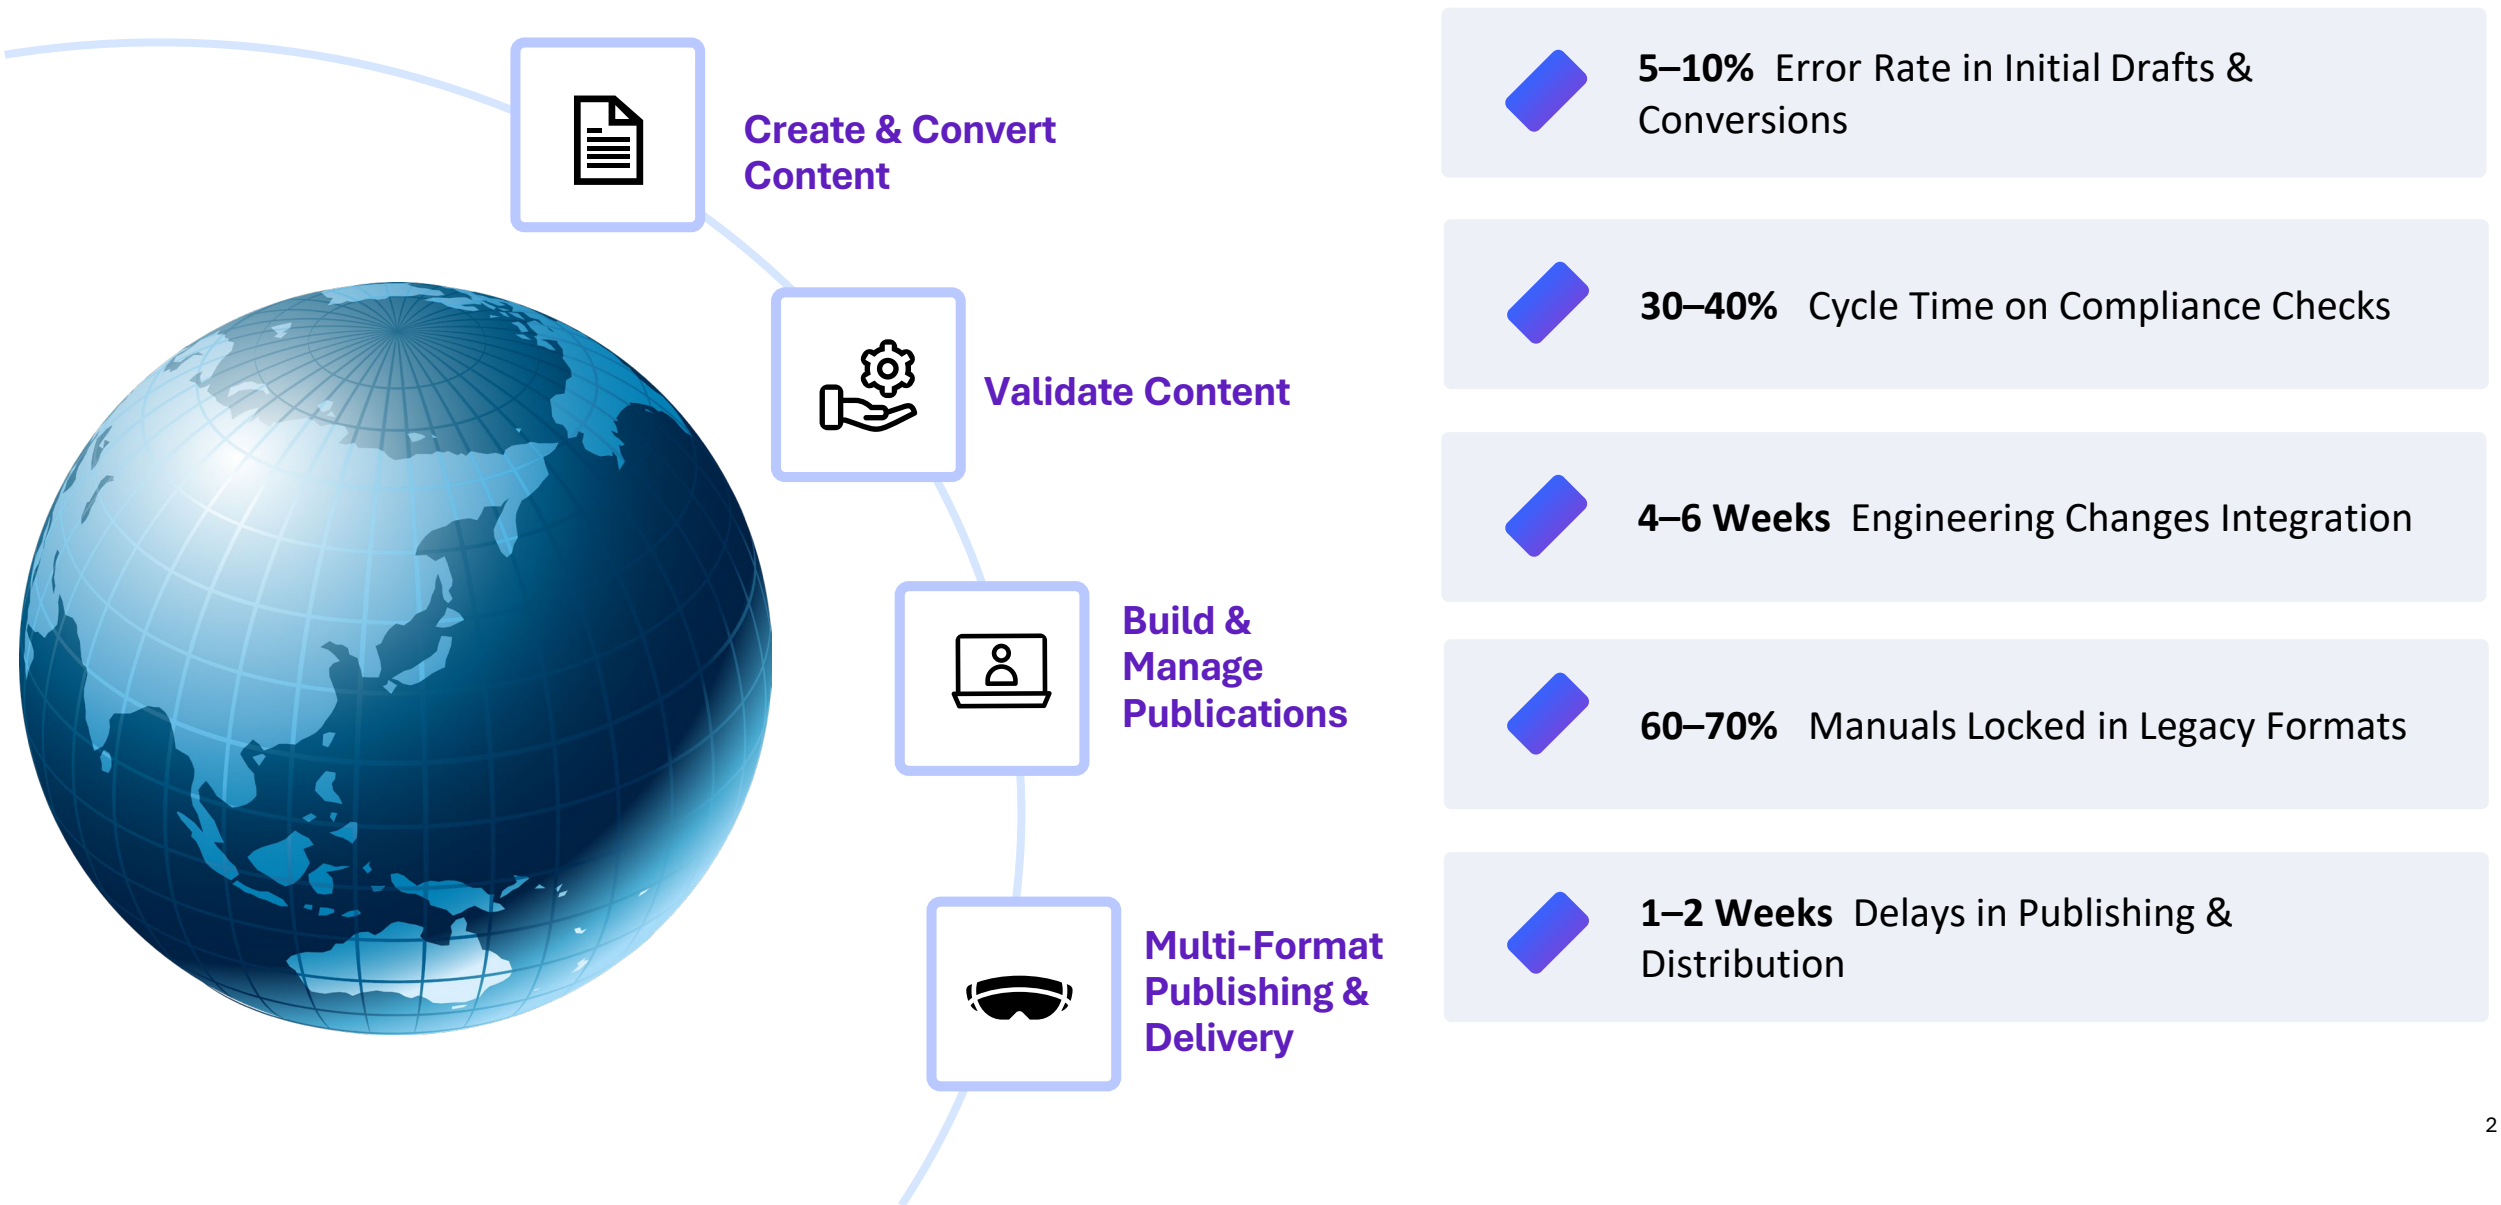 Create & Convert
Content
Validate Content
Build &
Manage
Publications
Multi-Format
Publishing &
Delivery
5–10% Error Rate in Initial Drafts &
Conversions
30–40% Cycle Time on Compliance Checks
4–6 Weeks Engineering Changes Integration
60–70% Manuals Locked in Legacy Formats
1–2 Weeks Delays in Publishing &
Distribution
2